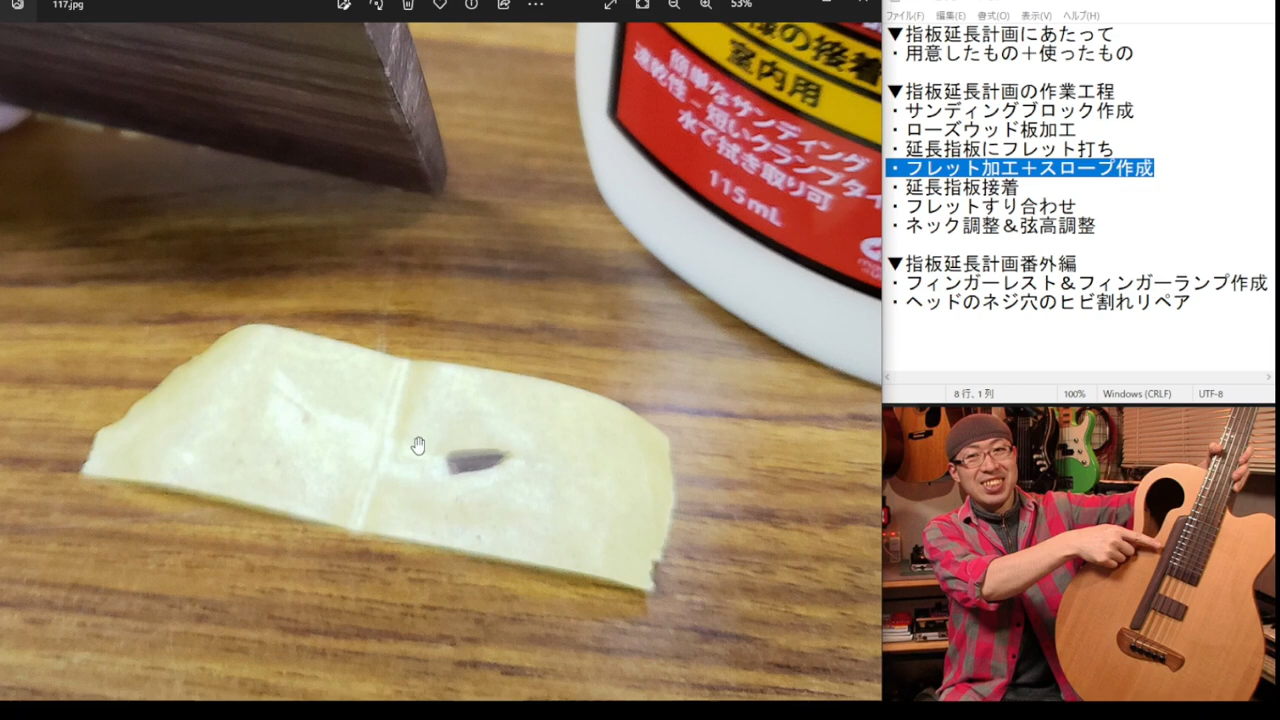 117.jpg
53%
様の接着
室内用
簡単なサンディング
速乾性－短いクランプタイ
水で拭き取り可
115mL
ファイル(F) 編集(E) 書式(O) 表示(V) ヘルプ(H)
▼指板延長計画にあたって
・用意したもの＋使ったもの
▼指板延長計画の作業工程
・サンディングブロック作成
・ローズウッド板加工
・延長指板にフレット打ち
・フレット加工＋スロープ作成
・延長指板接着
・フレットすり合わせ
・ネック調整＆弦高調整
▼指板延長計画番外編
・フィンガーレスト＆フィンガーランプ作成
・ヘッドのネジ穴のヒビ割れリペア
8 行、1 列 100% Windows (CRLF) UTF-8